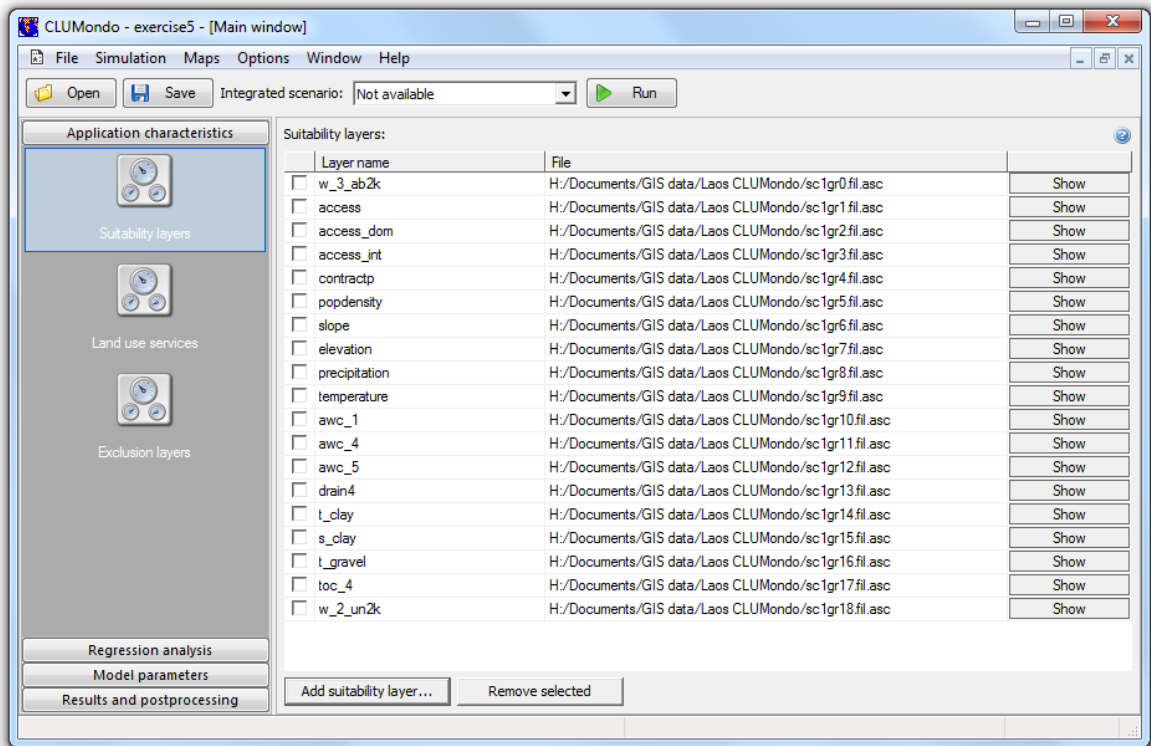 CLUMondo - exercise5 - [Main window]
File Simulation Maps Options Window Help
Open Save Integrated scenario: Not available Run
Application characteristics
Suitability layers
Land use services
Exclusion layers
Regression analysis
Model parameters
Results and postprocessing
Suitability layers:
Layer name File
w_3_ab2k H:/Documents/GIS data/Laos CLUMondo/sc1gr0.fil.asc Show
access H:/Documents/GIS data/Laos CLUMondo/sc1gr1.fil.asc Show
access_dom H:/Documents/GIS data/Laos CLUMondo/sc1gr2.fil.asc Show
access_int H:/Documents/GIS data/Laos CLUMondo/sc1gr3.fil.asc Show
contractp H:/Documents/GIS data/Laos CLUMondo/sc1gr4.fil.asc Show
popdensity H:/Documents/GIS data/Laos CLUMondo/sc1gr5.fil.asc Show
slope H:/Documents/GIS data/Laos CLUMondo/sc1gr6.fil.asc Show
elevation H:/Documents/GIS data/Laos CLUMondo/sc1gr7.fil.asc Show
precipitation H:/Documents/GIS data/Laos CLUMondo/sc1gr8.fil.asc Show
temperature H:/Documents/GIS data/Laos CLUMondo/sc1gr9.fil.asc Show
awc_1 H:/Documents/GIS data/Laos CLUMondo/sc1gr10.fil.asc Show
awc_4 H:/Documents/GIS data/Laos CLUMondo/sc1gr11.fil.asc Show
awc_5 H:/Documents/GIS data/Laos CLUMondo/sc1gr12.fil.asc Show
drain4 H:/Documents/GIS data/Laos CLUMondo/sc1gr13.fil.asc Show
t_clay H:/Documents/GIS data/Laos CLUMondo/sc1gr14.fil.asc Show
s_clay H:/Documents/GIS data/Laos CLUMondo/sc1gr15.fil.asc Show
t_gravel H:/Documents/GIS data/Laos CLUMondo/sc1gr16.fil.asc Show
toc_4 H:/Documents/GIS data/Laos CLUMondo/sc1gr17.fil.asc Show
w_2_un2k H:/Documents/GIS data/Laos CLUMondo/sc1gr18.fil.asc Show
Add suitability layer... Remove selected